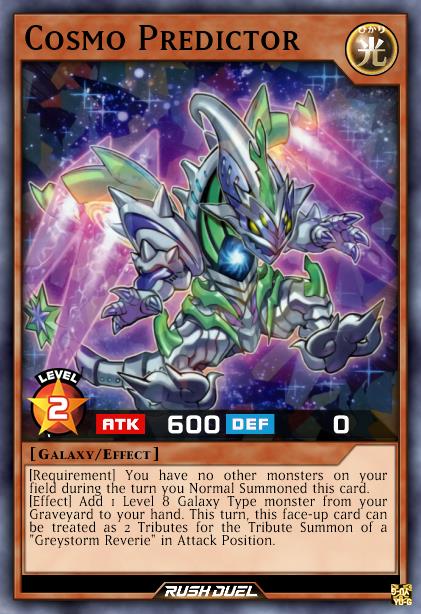 COSMO PREDICTOR
ひかり
光
LEVEL
2
ATK 600 DEF 0
[GALAXY/EFFECT]
[Requirement] You have no other monsters on your
field during the turn you Normal Summoned this card.
[Effect] Add 1 Level 8 Galaxy Type monster from your
Graveyard to your hand. This turn, this face-up card can
be treated as 2 Tributes for the Tribute Summon of a
"Greystorm Reverie" in Attack Position.
RUSH DUEL